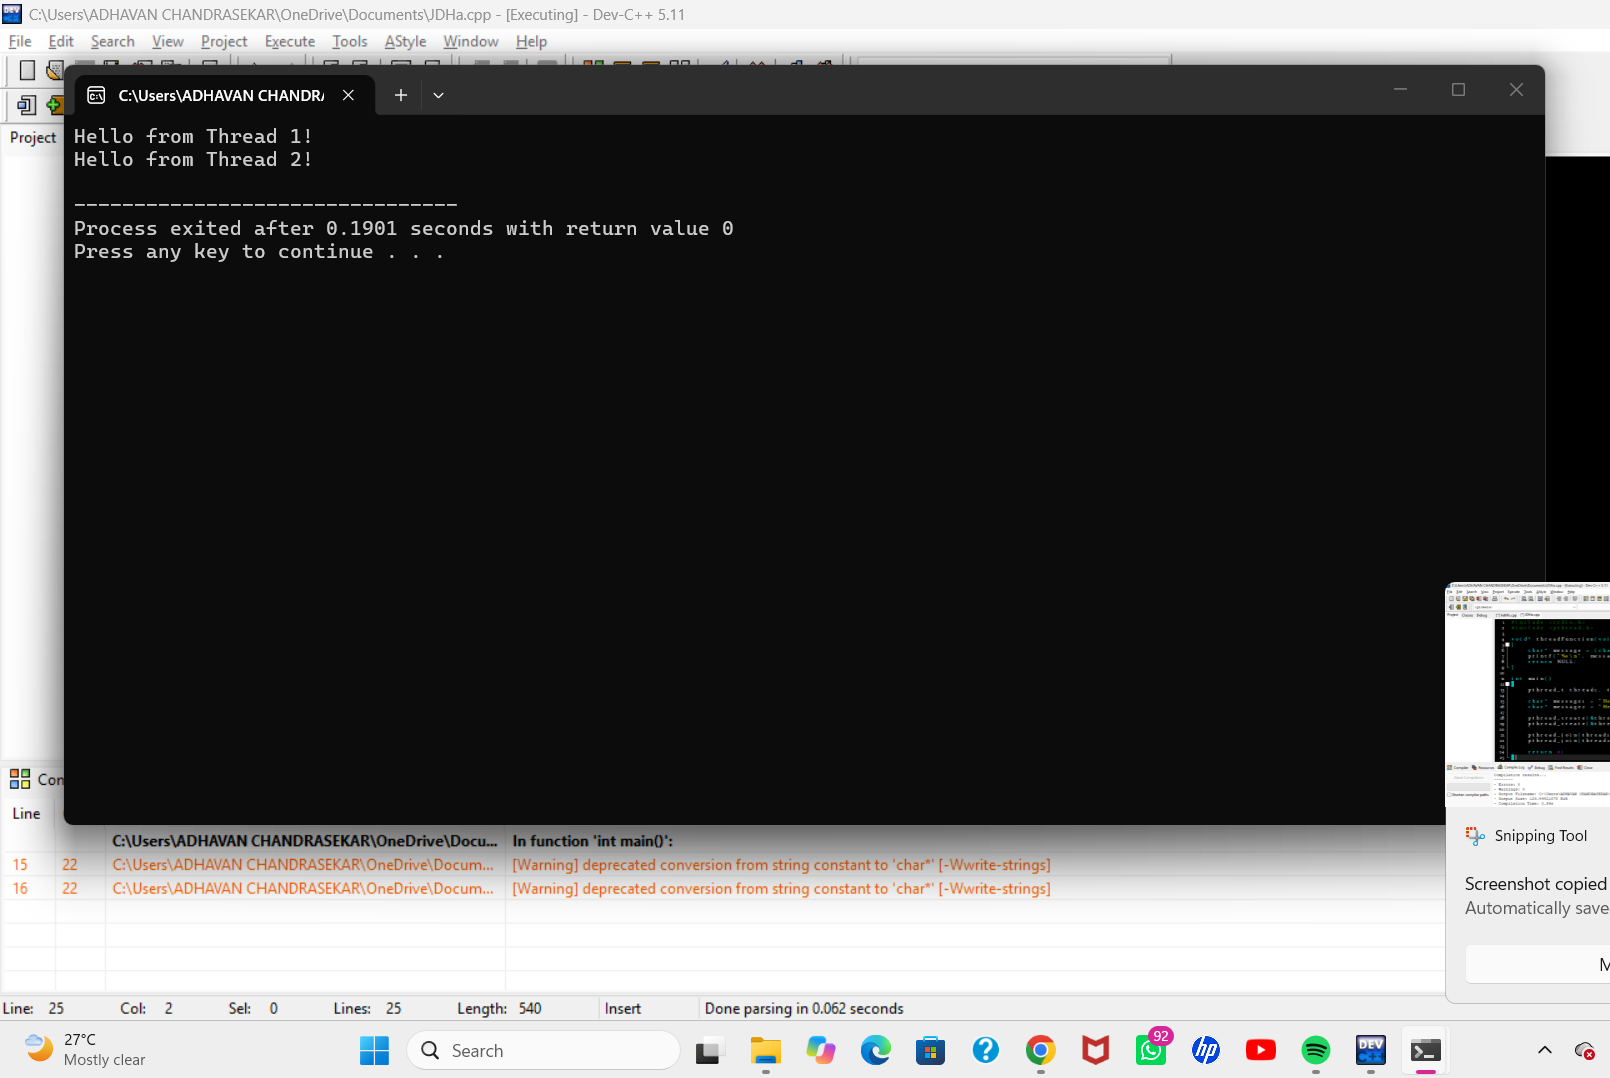 C:\Users\ADHAVAN CHANDRASEKAR\OneDrive\Documents\JDHa.cpp - [Executing] - Dev-C++ 5.11
File Edit Search View Project Execute Tools AStyle Window Help
C:\Users\ADHAVAN CHANDRA
Project
Hello from Thread 1!
Hello from Thread 2!
--------------------------------
Process exited after 0.1901 seconds with return value 0
Press any key to continue . . .
Con
Line
C:\Users\ADHAVAN CHANDRASEKAR\OneDrive\Docu... In function 'int main()':
15 22 C:\Users\ADHAVAN CHANDRASEKAR\OneDrive\Docum... [Warning] deprecated conversion from string constant to 'char*' [-Wwrite-strings]
16 22 C:\Users\ADHAVAN CHANDRASEKAR\OneDrive\Docum... [Warning] deprecated conversion from string constant to 'char*' [-Wwrite-strings]
Snipping Tool
Screenshot copied
Automatically save
M
Line: 25 Col: 2 Sel: 0 Lines: 25 Length: 540 Insert Done parsing in 0.062 seconds
27°C
Mostly clear
Search
92
hp
DEV
C++